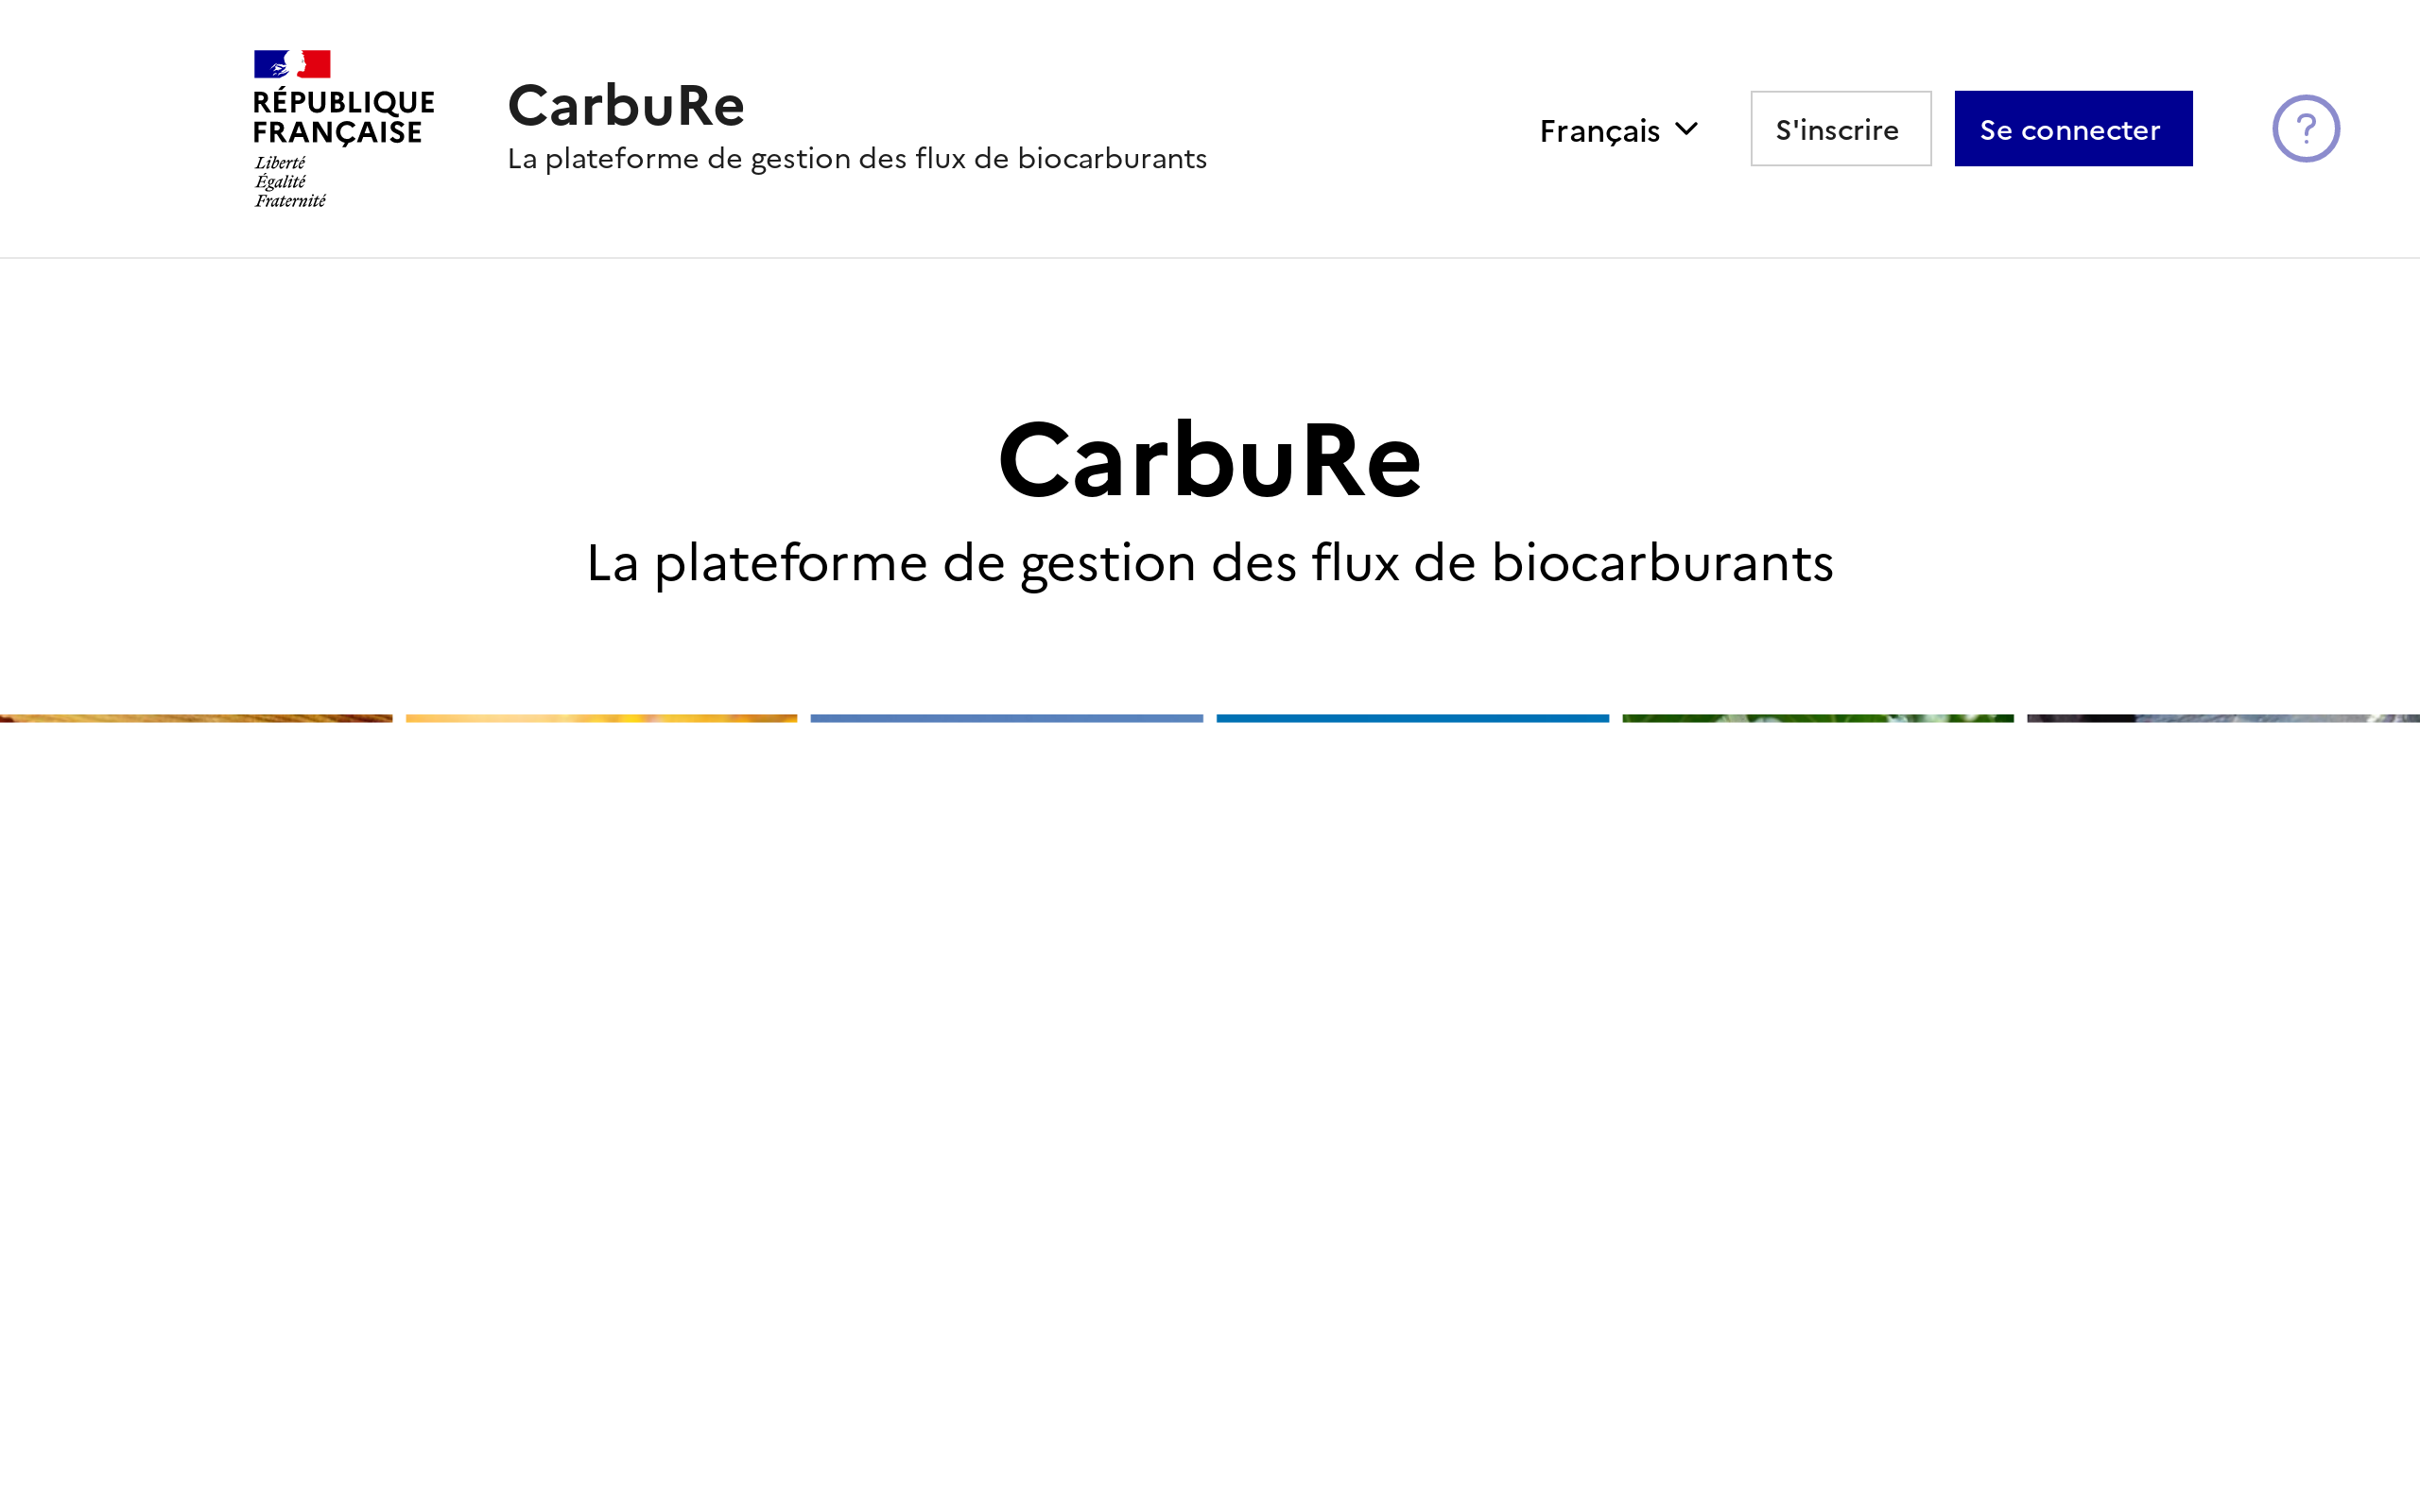 RÉPUBLIQUE
FRANÇAISE
Liberté
Égalité
Fraternité
CarbuRe
La plateforme de gestion des flux de biocarburants
Français
S'inscrire
Se connecter
?
CarbuRe
La plateforme de gestion des flux de biocarburants